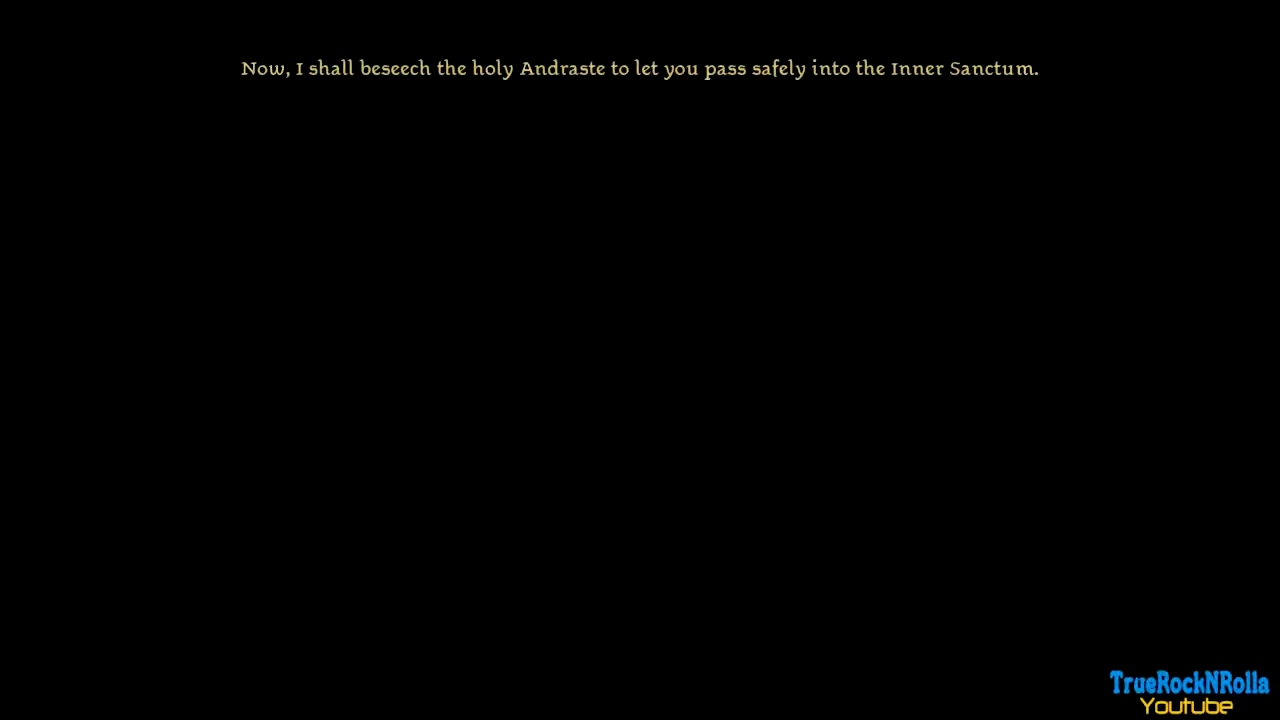 Now, I shall beseech the holy Andraste to let you pass safely into the Inner Sanctum.
TrueRockNRolla
Youtube